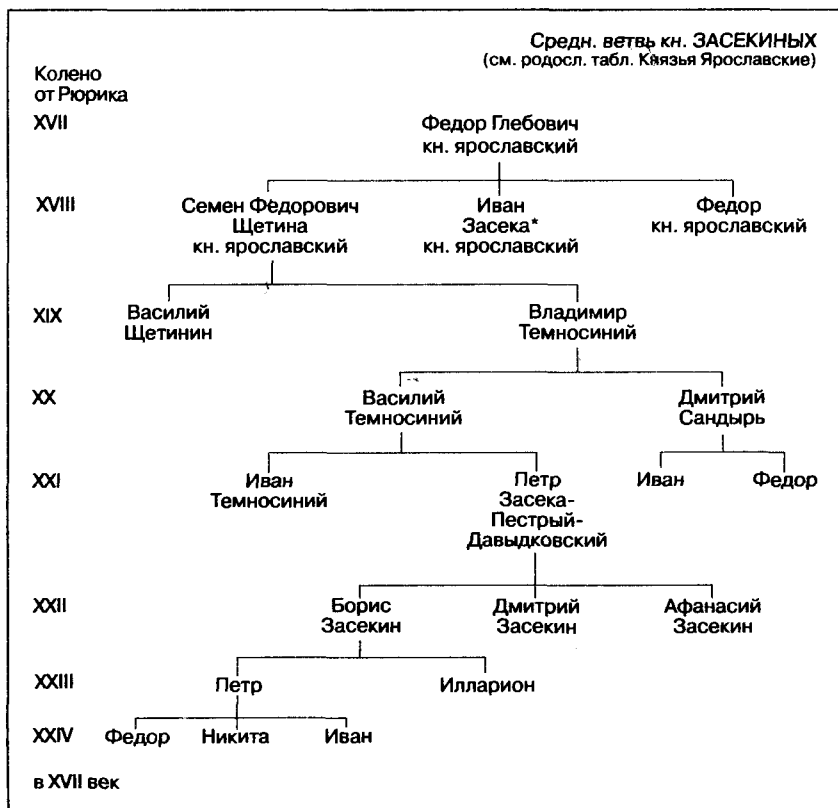 Средн. ветвь кн. ЗАСЕКИНЫХ
(см. родосл. табл. Князья Ярославские)
Колено
от Рюрика
XVII Федор Глебович
кн. ярославский
XVIII Семен Федорович Иван Федор
Щетина Засека* кн. ярославский
кн. ярославский кн. ярославский
XIX Василий Владимир
Щетинин Темносиний
XX Василий Дмитрий
Темносиний Сандырь
XXI Иван Петр Иван Федор
Темносиний Засека-
Пестрый-
Давыдковский
XXII Борис Дмитрий Афанасий
Засекин Засекин Засекин
XXIII Петр Илларион
XXIV Федор Никита Иван
в XVII век